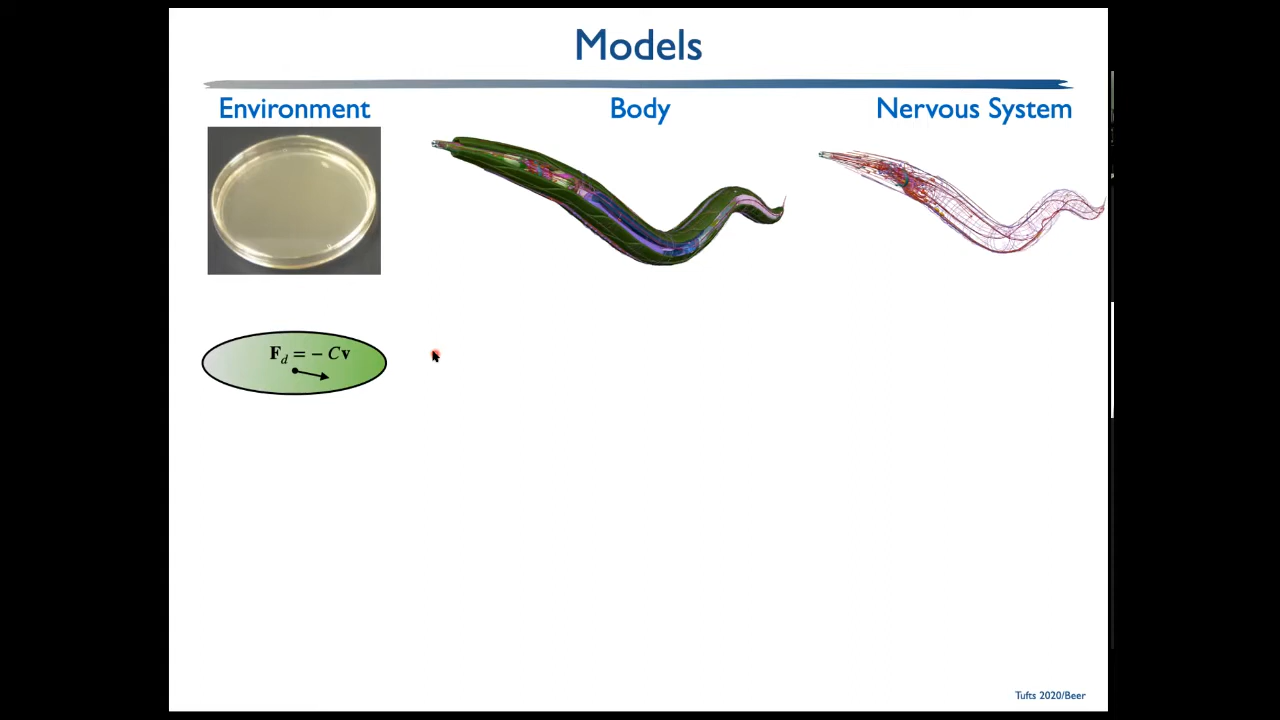 Models
Environment
Body
Nervous System
F_d = − Cv
Tufts 2020/Beer